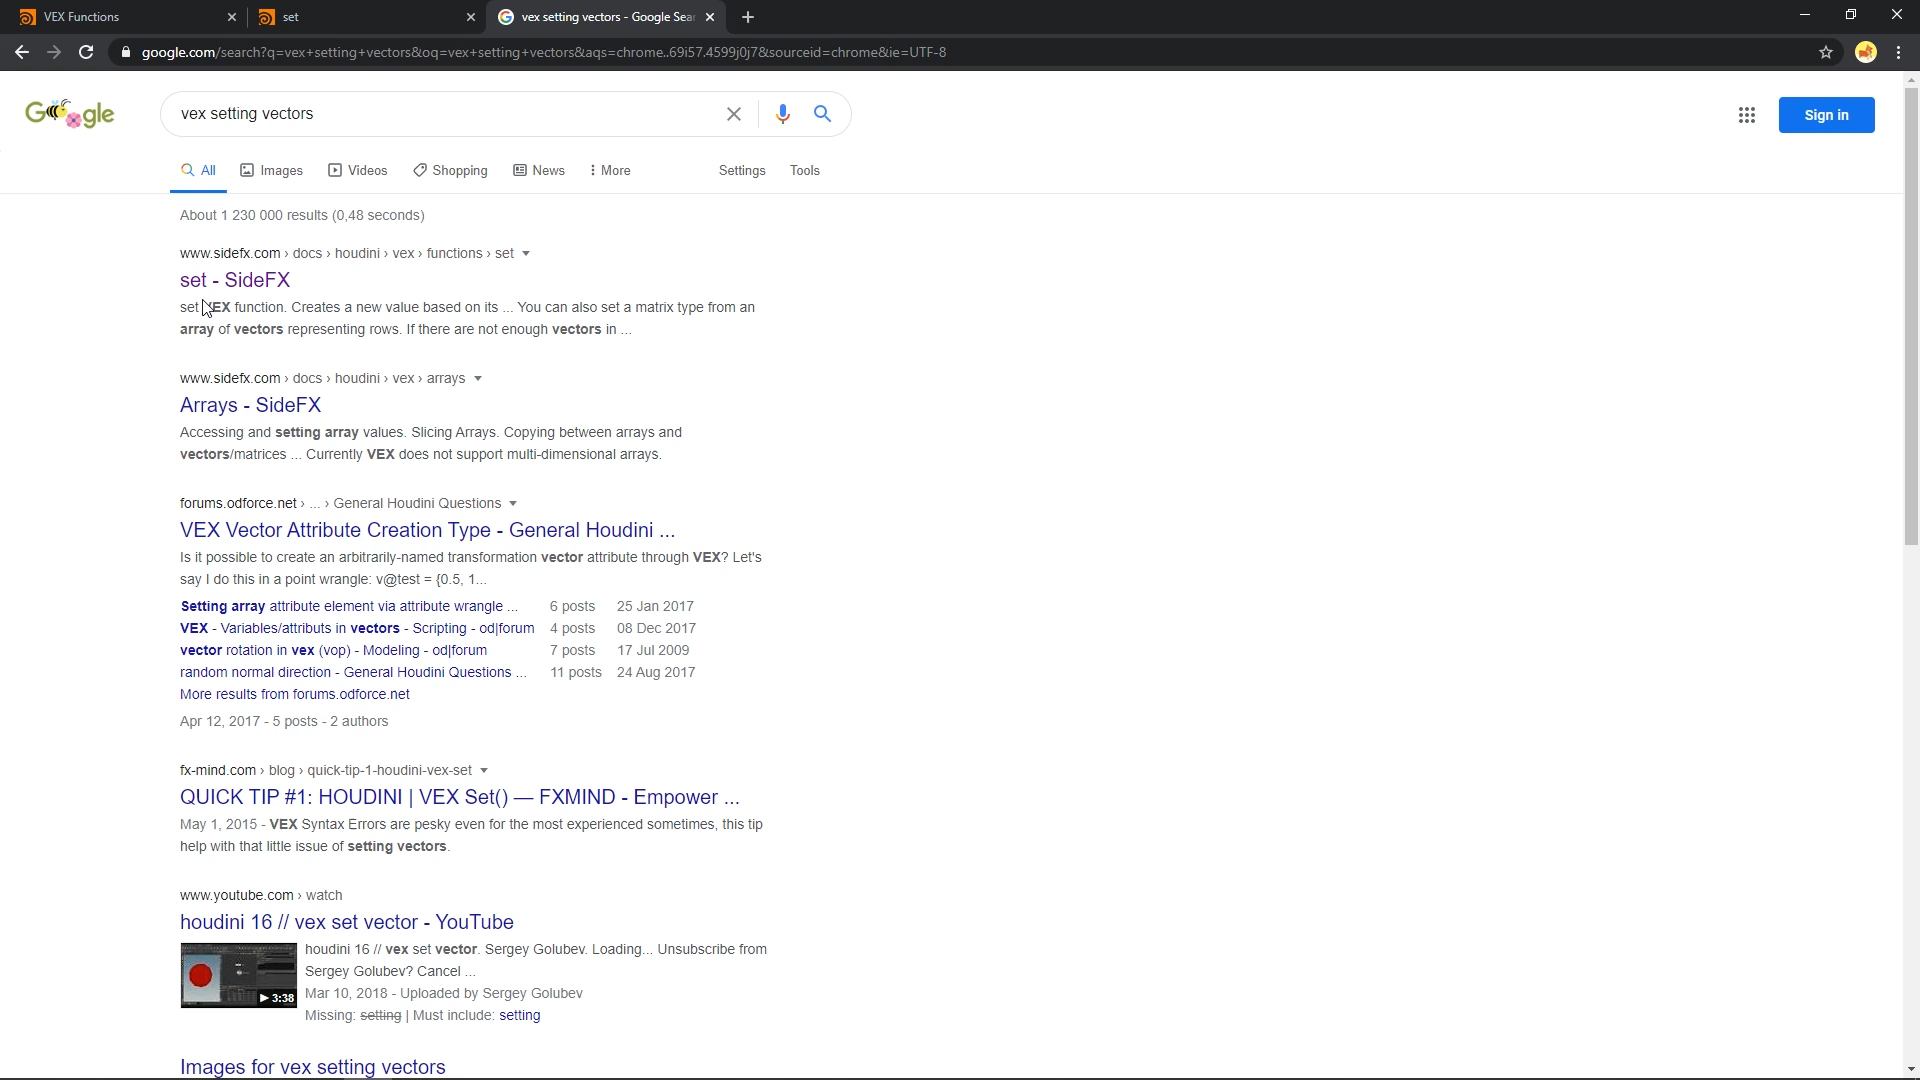 VEX Functions
set
vex setting vectors - Google Sear
google.com/search?q=vex+setting+vectors&oq=vex+setting+vectors&aqs=chrome..69i57.4599j0j7&sourceid=chrome&ie=UTF-8
Google
vex setting vectors
Sign in
All
Images
Videos
Shopping
News
More
Settings
Tools
About 1 230 000 results (0,48 seconds)
www.sidefx.com › docs › houdini › vex › functions › set
set - SideFX
set VEX function. Creates a new value based on its ... You can also set a matrix type from an
array of vectors representing rows. If there are not enough vectors in ...
www.sidefx.com › docs › houdini › vex › arrays
Arrays - SideFX
Accessing and setting array values. Slicing Arrays. Copying between arrays and
vectors/matrices ... Currently VEX does not support multi-dimensional arrays.
forums.odforce.net › ... › General Houdini Questions
VEX Vector Attribute Creation Type - General Houdini ...
Is it possible to create an arbitrarily-named transformation vector attribute through VEX? Let's
say I do this in a point wrangle: v@test = {0.5, 1...
Setting array attribute element via attribute wrangle ... 6 posts 25 Jan 2017
VEX - Variables/attributs in vectors - Scripting - od|forum 4 posts 08 Dec 2017
vector rotation in vex (vop) - Modeling - od|forum 7 posts 17 Jul 2009
random normal direction - General Houdini Questions ... 11 posts 24 Aug 2017
More results from forums.odforce.net
Apr 12, 2017 - 5 posts - 2 authors
fx-mind.com › blog › quick-tip-1-houdini-vex-set
QUICK TIP #1: HOUDINI | VEX Set() — FXMIND - Empower ...
May 1, 2015 - VEX Syntax Errors are pesky even for the most experienced sometimes, this tip
help with that little issue of setting vectors.
www.youtube.com › watch
houdini 16 // vex set vector - YouTube
houdini 16 // vex set vector. Sergey Golubev. Loading... Unsubscribe from
Sergey Golubev? Cancel ...
3:38
Mar 10, 2018 - Uploaded by Sergey Golubev
Missing: setting | Must include: setting
Images for vex setting vectors